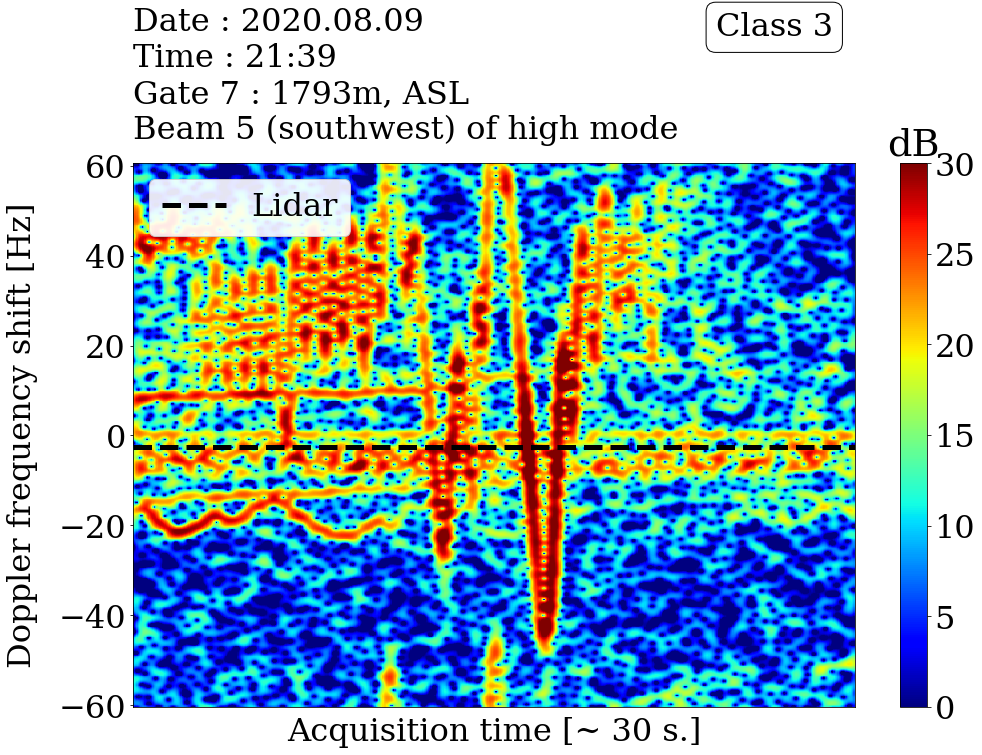 Date : 2020.08.09
Time : 21:39
Gate 7 : 1793m, ASL
Beam 5 (southwest) of high mode
Class 3
dB
Lidar
60
40
20
0
−20
−40
−60
Doppler frequency shift [Hz]
Acquisition time [~ 30 s.]
30
25
20
15
10
5
0